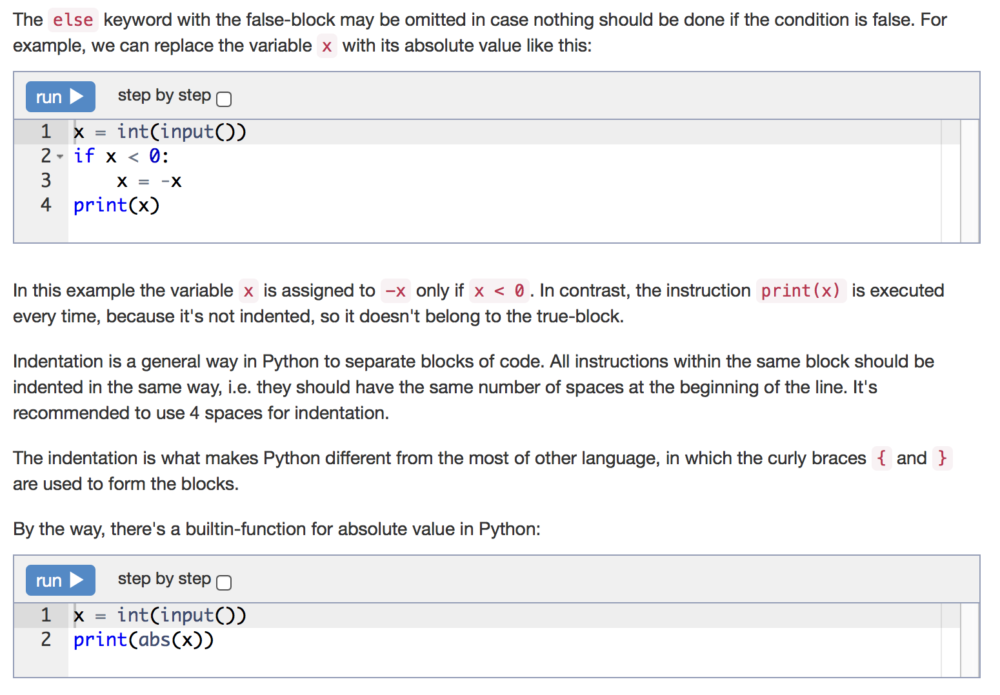 The else keyword with the false-block may be omitted in case nothing should be done if the condition is false. For
example, we can replace the variable x with its absolute value like this:
run step by step
1 x = int(input())
2 if x < 0:
3     x = -x
4 print(x)
In this example the variable x is assigned to -x only if x < 0. In contrast, the instruction print(x) is executed
every time, because it's not indented, so it doesn't belong to the true-block.
Indentation is a general way in Python to separate blocks of code. All instructions within the same block should be
indented in the same way, i.e. they should have the same number of spaces at the beginning of the line. It's
recommended to use 4 spaces for indentation.
The indentation is what makes Python different from the most of other language, in which the curly braces { and }
are used to form the blocks.
By the way, there's a builtin-function for absolute value in Python:
run step by step
1 x = int(input())
2 print(abs(x))